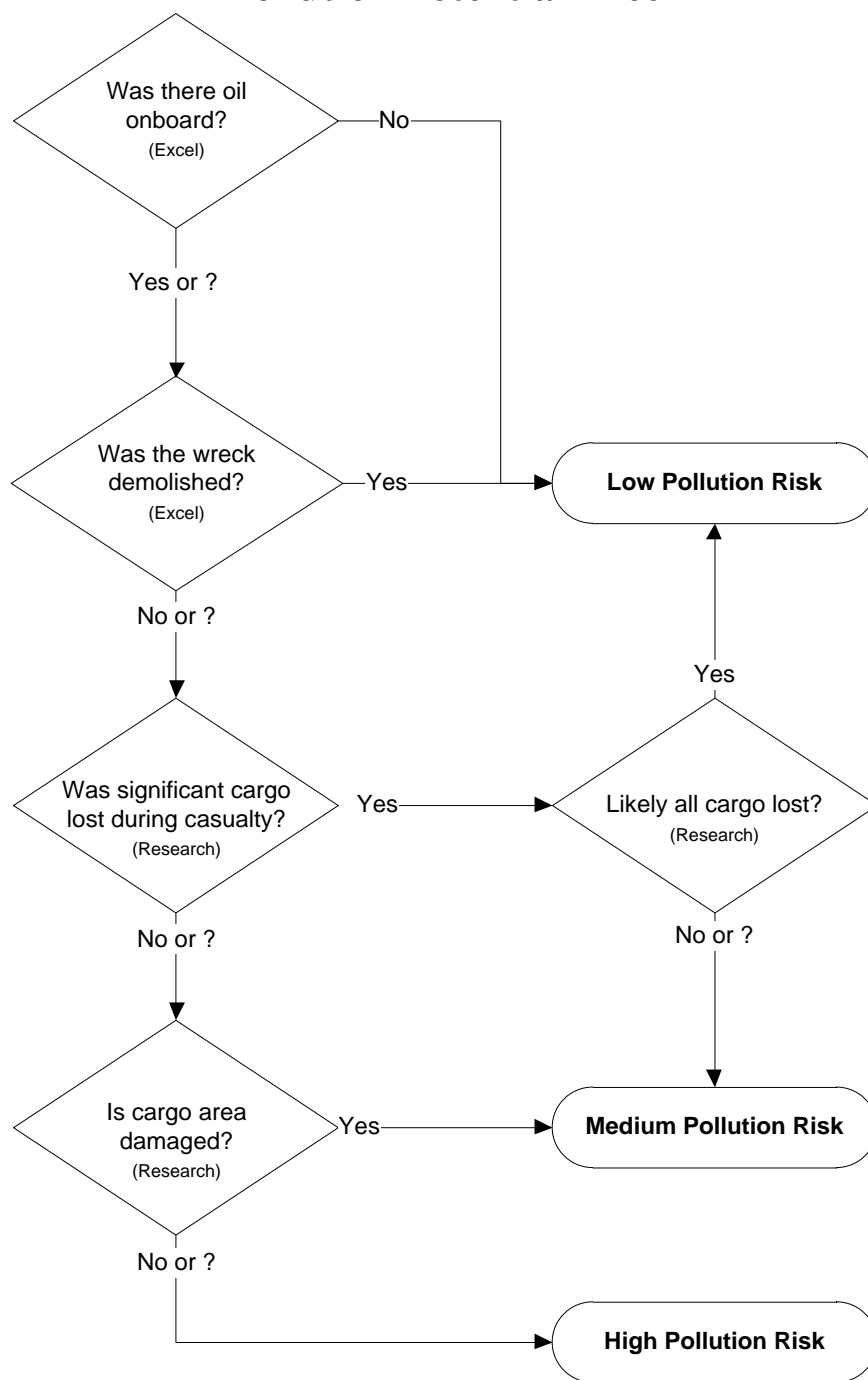 Was there oil
onboard?
(Excel)
No
Yes or ?
Was the wreck
demolished?
(Excel)
Yes
Low Pollution Risk
No or ?
Yes
Was significant cargo
lost during casualty?
(Research)
Yes
Likely all cargo lost?
(Research)
No or ?
No or ?
Is cargo area
damaged?
(Research)
Yes
Medium Pollution Risk
No or ?
High Pollution Risk